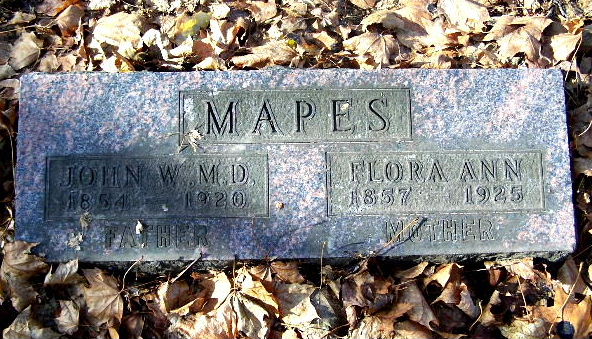 MAPES
JOHN W. M.D.
1854 — 1920
FATHER
FLORA ANN
1857 — 1925
MOTHER